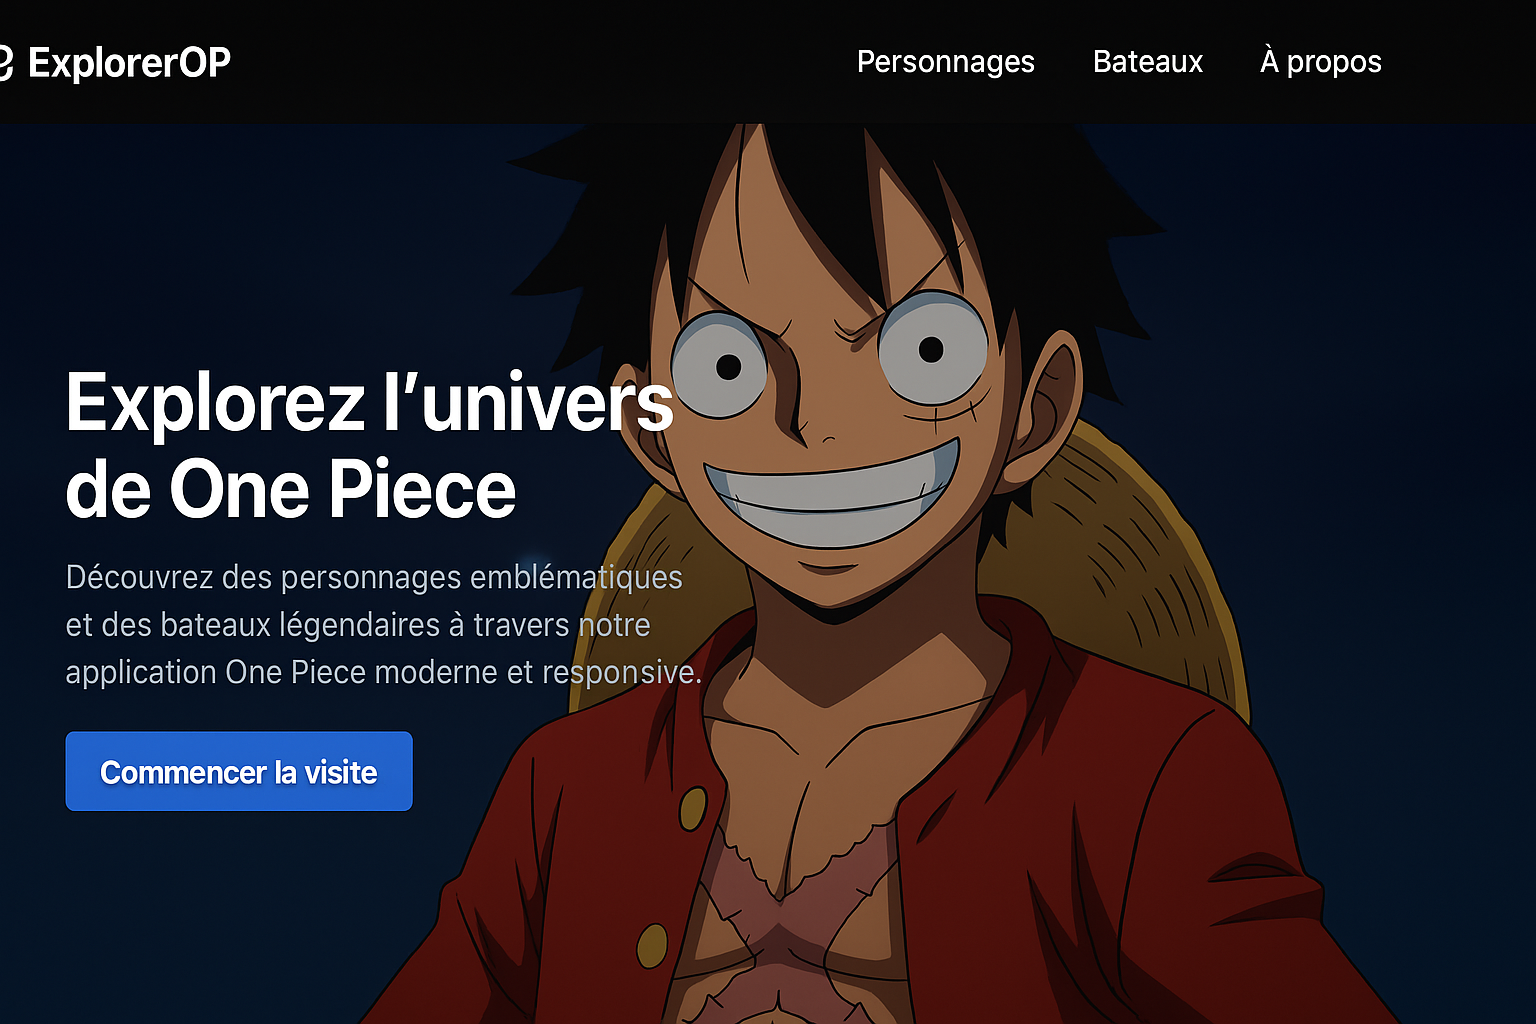 ExplorerOP
Personnages Bateaux À propos
Explorez l’univers
de One Piece
Découvrez des personnages emblématiques
et des bateaux légendaires à travers notre
application One Piece moderne et responsive.
Commencer la visite